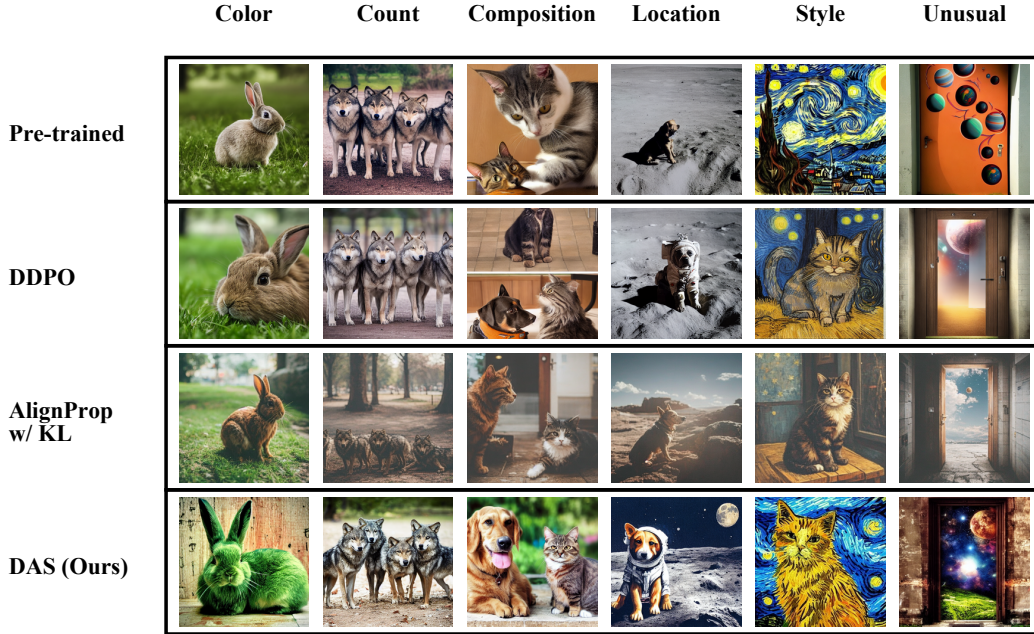 Color Count Composition Location Style Unusual
Pre-trained
DDPO
AlignProp
w/ KL
DAS (Ours)